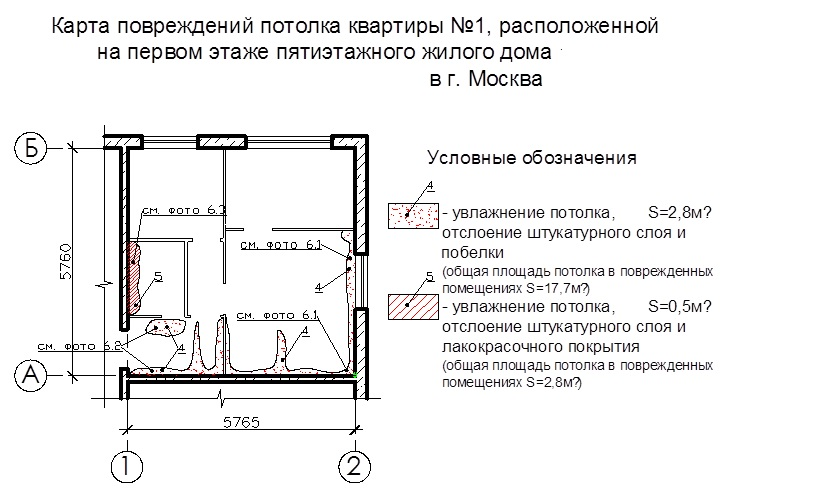 Карта повреждений потолка квартиры №1, расположенной
на первом этаже пятиэтажного жилого дома
в г. Москва
Б
Условные обозначения
4
см. фото 6.3
- увлажнение потолка, S=2,8м?
отслоение штукатурного слоя и
побелки
(общая площадь потолка в поврежденных
помещениях S=17,7м?)
см. фото 6.1
5760
4
5
5
- увлажнение потолка, S=0,5м?
отслоение штукатурного слоя и
лакокрасочного покрытия
(общая площадь потолка в поврежденных
помещениях S=2,8м?)
см. фото 6.1
4
см. фото 6.2
4
А
5765
1
2